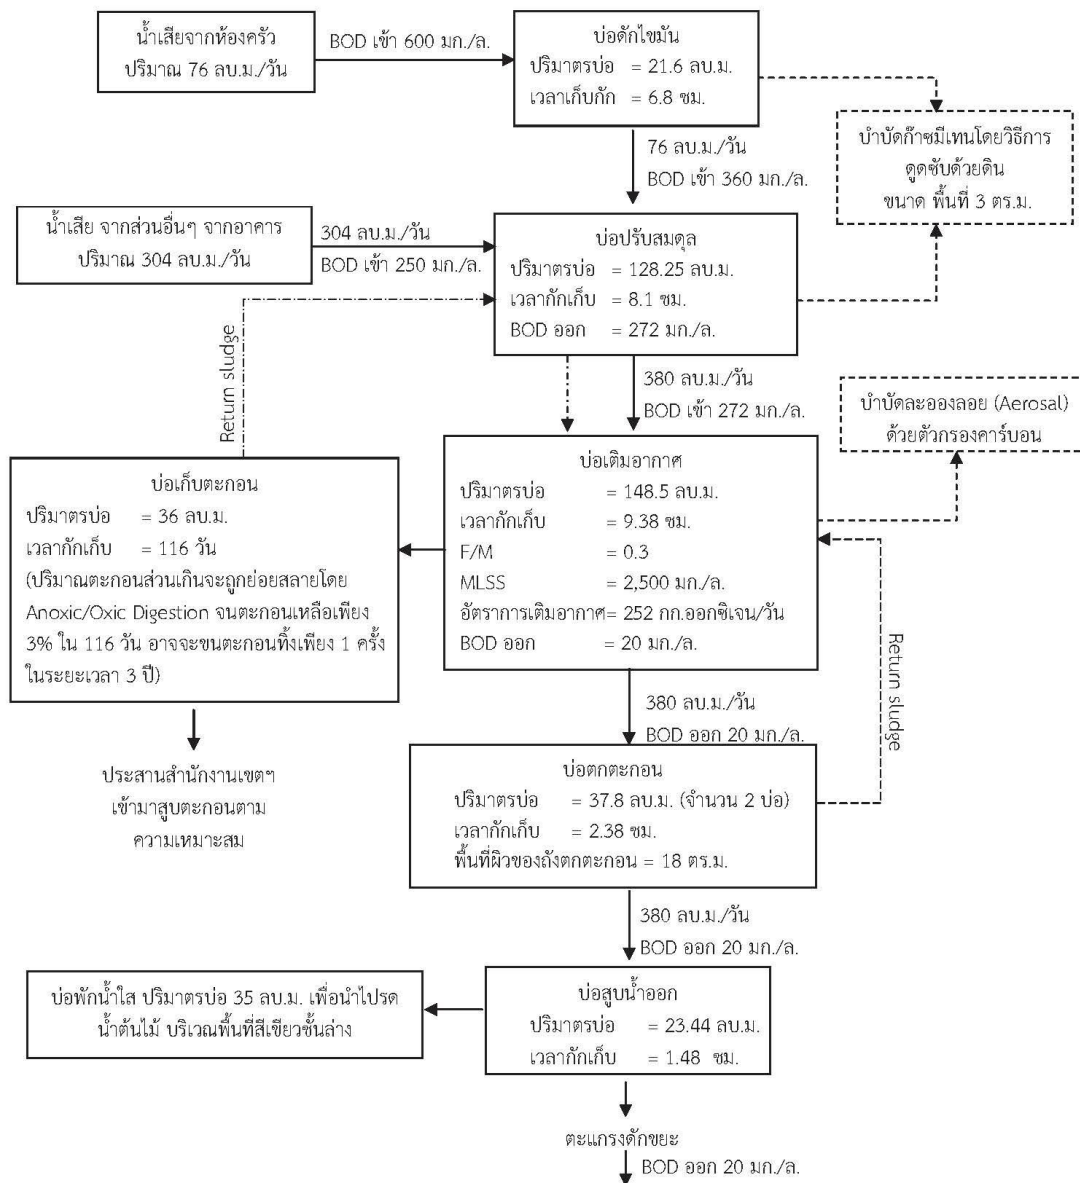 น้ำเสียจากห้องครัว
ปริมาณ 76 ลบ.ม./วัน
BOD เข้า 600 มก./ล.
บ่อดักไขมัน
ปริมาตรบ่อ = 21.6 ลบ.ม.
เวลาเก็บกัก = 6.8 ชม.
76 ลบ.ม./วัน
BOD เข้า 360 มก./ล.
บำบัดก๊าซมีเทนโดยวิธีการ
ดูดซับด้วยดิน
ขนาด พื้นที่ 3 ตร.ม.
น้ำเสีย จากส่วนอื่นๆ จากอาคาร
ปริมาณ 304 ลบ.ม./วัน
304 ลบ.ม./วัน
BOD เข้า 250 มก./ล.
บ่อปรับสมดุล
ปริมาตรบ่อ = 128.25 ลบ.ม.
เวลากักเก็บ = 8.1 ชม.
BOD ออก = 272 มก./ล.
Return sludge
380 ลบ.ม./วัน
BOD เข้า 272 มก./ล.
บำบัดละอองลอย (Aerosal)
ด้วยตัวกรองคาร์บอน
บ่อเติมอากาศ
ปริมาตรบ่อ = 148.5 ลบ.ม.
เวลากักเก็บ = 9.38 ชม.
F/M = 0.3
MLSS = 2,500 มก./ล.
อัตราการเติมอากาศ= 252 กก.ออกซิเจน/วัน
BOD ออก = 20 มก./ล.
บ่อเก็บตะกอน
ปริมาตรบ่อ = 36 ลบ.ม.
เวลากักเก็บ = 116 วัน
(ปริมาณตะกอนส่วนเกินจะถูกย่อยสลายโดย
Anoxic/Oxic Digestion จนตะกอนเหลือเพียง
3% ใน 116 วัน อาจจะขนตะกอนทิ้งเพียง 1 ครั้ง
ในระยะเวลา 3 ปี)
Return sludge
380 ลบ.ม./วัน
BOD ออก 20 มก./ล.
ประสานสำนักงานเขตฯ
เข้ามาสูบตะกอนตาม
ความเหมาะสม
บ่อตกตะกอน
ปริมาตรบ่อ = 37.8 ลบ.ม. (จำนวน 2 บ่อ)
เวลากักเก็บ = 2.38 ชม.
พื้นที่ผิวของถังตกตะกอน = 18 ตร.ม.
380 ลบ.ม./วัน
BOD ออก 20 มก./ล.
บ่อพักน้ำใส ปริมาตรบ่อ 35 ลบ.ม. เพื่อนำไปรด
น้ำต้นไม้ บริเวณพื้นที่สีเขียวชั้นล่าง
บ่อสูบน้ำออก
ปริมาตรบ่อ = 23.44 ลบ.ม.
เวลากักเก็บ = 1.48 ชม.
ตะแกรงดักขยะ
BOD ออก 20 มก./ล.